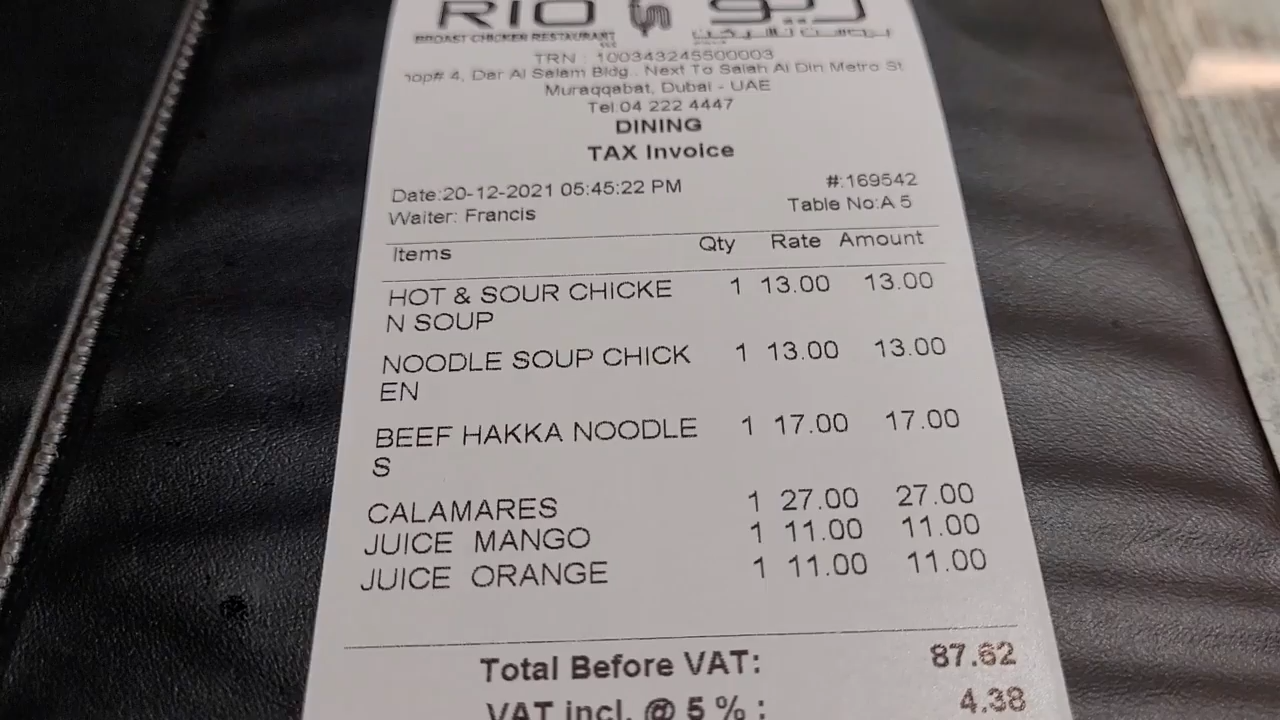 RIO ريو
BROAST CHICKEN RESTAURANT
TRN : 100343245500003
hop# 4, Dar Al Salam Bldg., Next To Salah Al Din Metro St
Muraqqabat, Dubai - UAE
Tel:04 222 4447
DINING
TAX Invoice
Date:20-12-2021 05:45:22 PM #:169542
Waiter: Francis Table No:A 5
Items Qty Rate Amount
HOT & SOUR CHICKE 1 13.00 13.00
N SOUP
NOODLE SOUP CHICK 1 13.00 13.00
EN
BEEF HAKKA NOODLE 1 17.00 17.00
S
CALAMARES 1 27.00 27.00
JUICE MANGO 1 11.00 11.00
JUICE ORANGE 1 11.00 11.00
Total Before VAT: 87.62
VAT incl. @ 5 % : 4.38